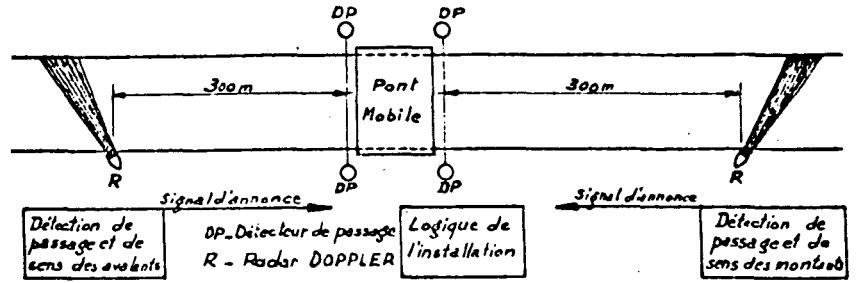 DP
DP
300m
Pont
Mobile
300m
R
DP
DP
R
signal d'annonce
signal d'annonce
Détection de
passage et de
sens des avalants
DP_Détecteur de passage
R - Radar DOPPLER
Logique de
l'installation
Détection de
passage et de
sens des montants